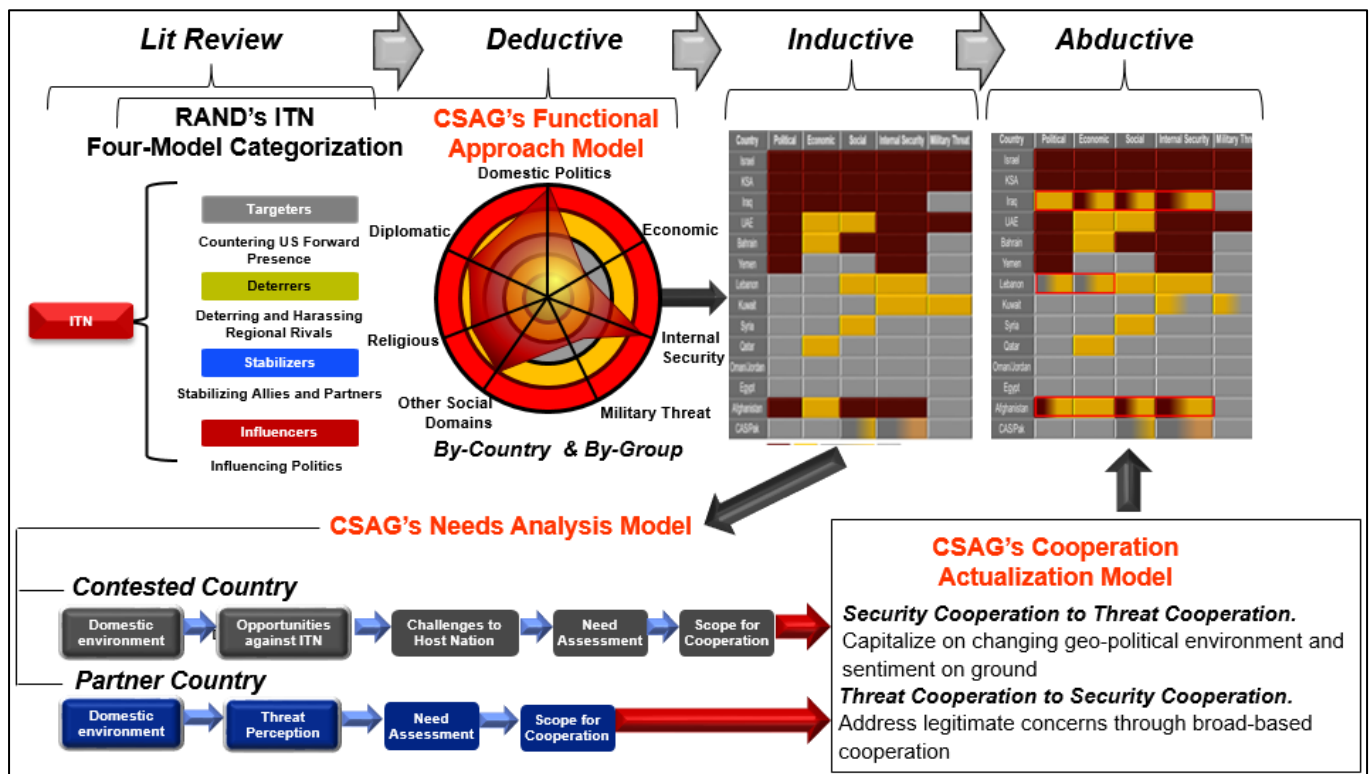 Lit Review
Deductive
Inductive
Abductive
RAND's ITN
Four-Model Categorization
ITN
Targeters
Countering US Forward
Presence
Deterrers
Deterring and Harassing
Regional Rivals
Stabilizers
Stabilizing Allies and Partners
Influencers
Influencing Politics
CSAG's Functional
Approach Model
Domestic Politics
Diplomatic
Economic
Religious
Internal
Security
Other Social
Domains
Military Threat
By-Country & By-Group
Country Political Economic Social Internal Security Military Threat
Israel
KSA
Iraq
UAE
Bahrain
Yemen
Lebanon
Kuwait
Syria
Qatar
Oman/Jordan
Egypt
Afghanistan
CAS/Pak
Country Political Economic Social Internal Security Military Threat
Israel
KSA
Iraq
UAE
Bahrain
Yemen
Lebanon
Kuwait
Syria
Qatar
Oman/Jordan
Egypt
Afghanistan
CAS/Pak
CSAG's Needs Analysis Model
Contested Country
Domestic
environment
Opportunities
against ITN
Challenges to
Host Nation
Need
Assessment
Scope for
Cooperation
Partner Country
Domestic
environment
Threat
Perception
Need
Assessment
Scope for
Cooperation
CSAG's Cooperation
Actualization Model
Security Cooperation to Threat Cooperation.
Capitalize on changing geo-political environment and
sentiment on ground
Threat Cooperation to Security Cooperation.
Address legitimate concerns through broad-based
cooperation